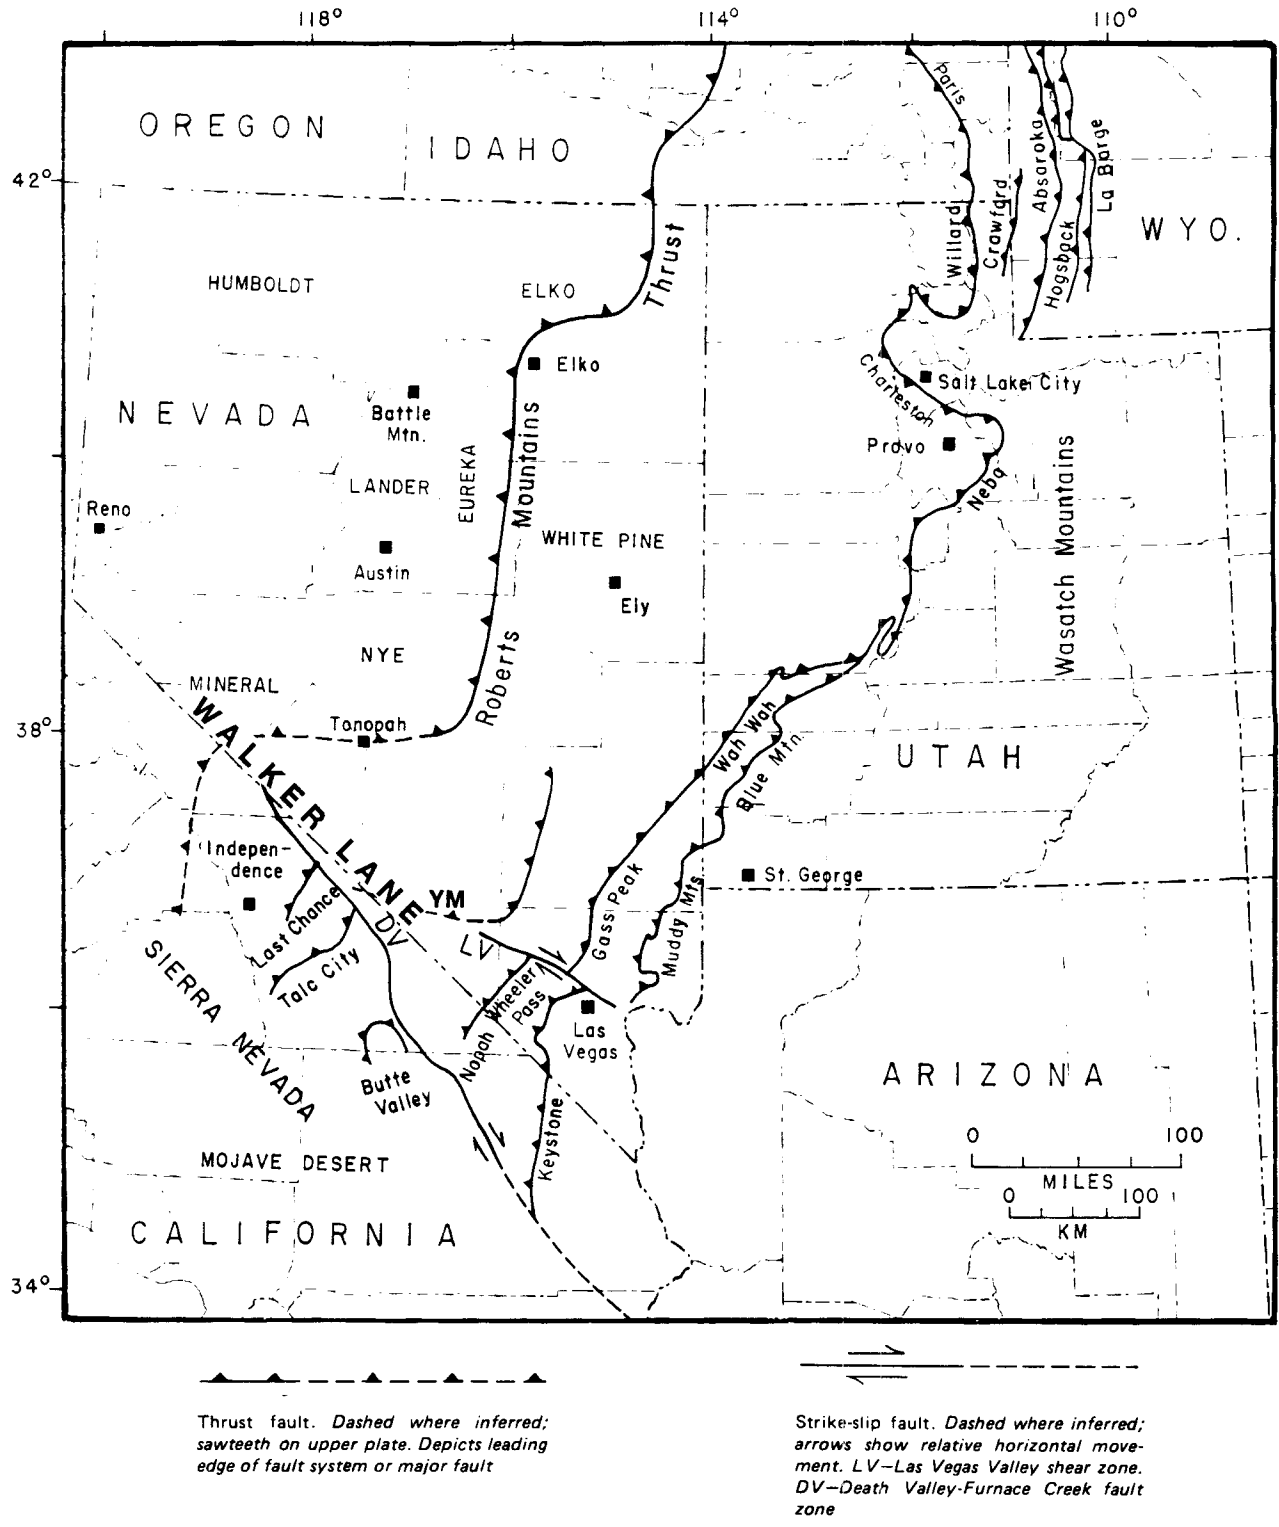 118°
114°
110°
OREGON
IDAHO
Paris
Absaroka
La Barge
42°
Willard
Crawford
Hogsback
WYO.
Thrust
HUMBOLDT
ELKO
Elko
Charleston
Salt Lake City
NEVADA
Battle
Mtn.
Mountains
Provo
EUREKA
LANDER
Nebo
Wasatch Mountains
Reno
WHITE PINE
Austin
Ely
NYE
Roberts
MINERAL
38°
Tonopah
WALKER LANE
Wah Wah
Blue Mtn.
UTAH
Indepen-
dence
St. George
Last Chance
YM
DV
LV
Gass Peak
Muddy Mts.
Talc City
SIERRA NEVADA
Nopah
Wheeler
Pass
Las
Vegas
Butte
Valley
ARIZONA
Keystone
MOJAVE DESERT
0 100
MILES
0 100
KM
CALIFORNIA
34°
Thrust fault. Dashed where inferred;
sawteeth on upper plate. Depicts leading
edge of fault system or major fault
Strike-slip fault. Dashed where inferred;
arrows show relative horizontal move-
ment. LV—Las Vegas Valley shear zone.
DV—Death Valley-Furnace Creek fault
zone